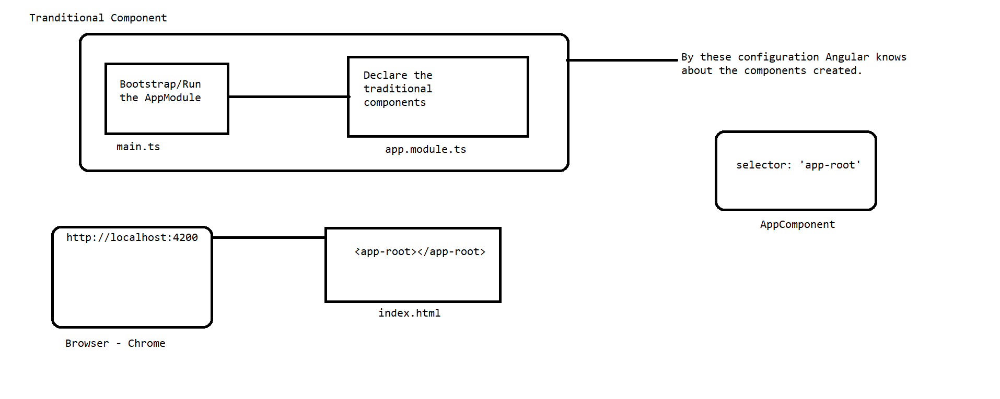 Tranditional Component
By these configuration Angular knows
about the components created.
Bootstrap/Run
the AppModule
Declare the
traditional
components
main.ts
app.module.ts
selector: 'app-root'
AppComponent
http://localhost:4200
<app-root></app-root>
index.html
Browser - Chrome